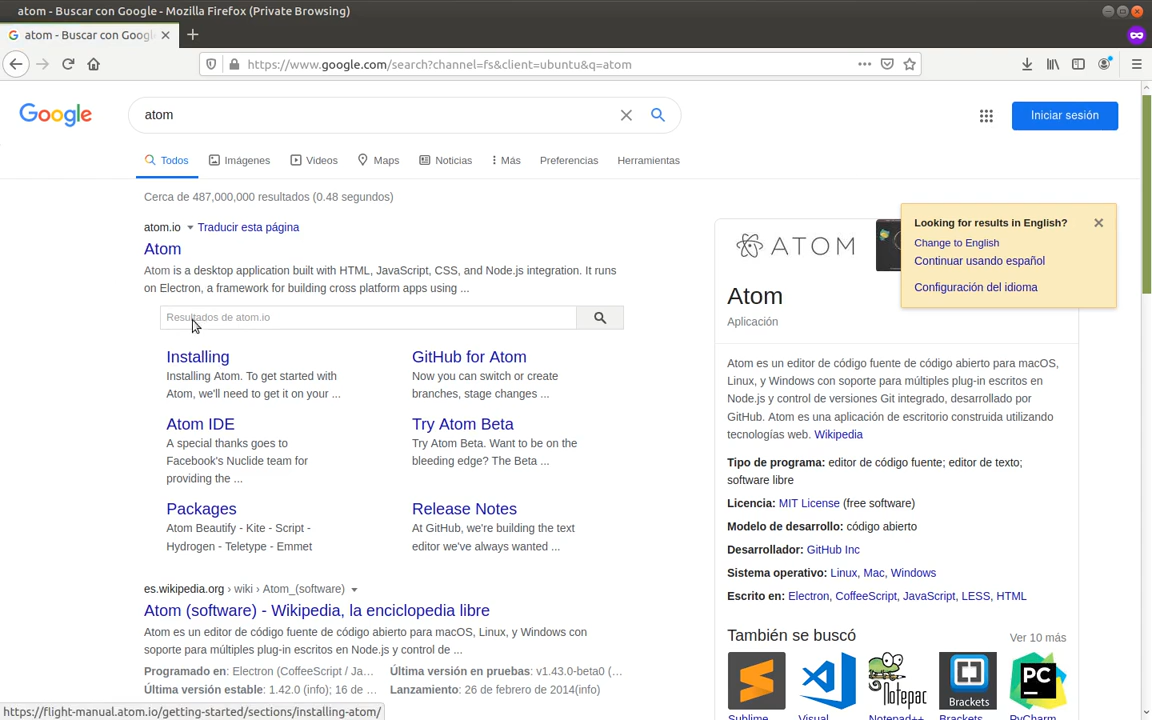 atom - Buscar con Google - Mozilla Firefox (Private Browsing)
atom - Buscar con Googl
https://www.google.com/search?channel=fs&client=ubuntu&q=atom
Google
atom
Iniciar sesión
Todos
Imágenes
Videos
Maps
Noticias
Más
Preferencias
Herramientas
Cerca de 487,000,000 resultados (0.48 segundos)
atom.io Traducir esta página
Atom
Atom is a desktop application built with HTML, JavaScript, CSS, and Node.js integration. It runs
on Electron, a framework for building cross platform apps using ...
Resultados de atom.io
Installing
Installing Atom. To get started with
Atom, we'll need to get it on your ...
GitHub for Atom
Now you can switch or create
branches, stage changes ...
Atom IDE
A special thanks goes to
Facebook's Nuclide team for
providing the ...
Try Atom Beta
Try Atom Beta. Want to be on the
bleeding edge? The Beta ...
Packages
Atom Beautify - Kite - Script -
Hydrogen - Teletype - Emmet
Release Notes
At GitHub, we're building the text
editor we've always wanted ...
es.wikipedia.org › wiki › Atom_(software)
Atom (software) - Wikipedia, la enciclopedia libre
Atom es un editor de código fuente de código abierto para macOS, Linux, y Windows con
soporte para múltiples plug-in escritos en Node.js y control de ...
Programado en: Electron (CoffeeScript / Ja...
Última versión en pruebas: v1.43.0-beta0 (...
Última versión estable: 1.42.0 (info); 16 de ...
Lanzamiento: 26 de febrero de 2014(info)
https://flight-manual.atom.io/getting-started/sections/installing-atom/
Looking for results in English?
Change to English
Continuar usando español
Configuración del idioma
ATOM
Atom
Aplicación
Atom es un editor de código fuente de código abierto para macOS,
Linux, y Windows con soporte para múltiples plug-in escritos en
Node.js y control de versiones Git integrado, desarrollado por
GitHub. Atom es una aplicación de escritorio construida utilizando
tecnologías web. Wikipedia
Tipo de programa: editor de código fuente; editor de texto;
software libre
Licencia: MIT License (free software)
Modelo de desarrollo: código abierto
Desarrollador: GitHub Inc
Sistema operativo: Linux, Mac, Windows
Escrito en: Electron, CoffeeScript, JavaScript, LESS, HTML
También se buscó
Ver 10 más
Notepad
Brackets
PC
Sublime
Visual
Notepad++
Brackets
PyCharm